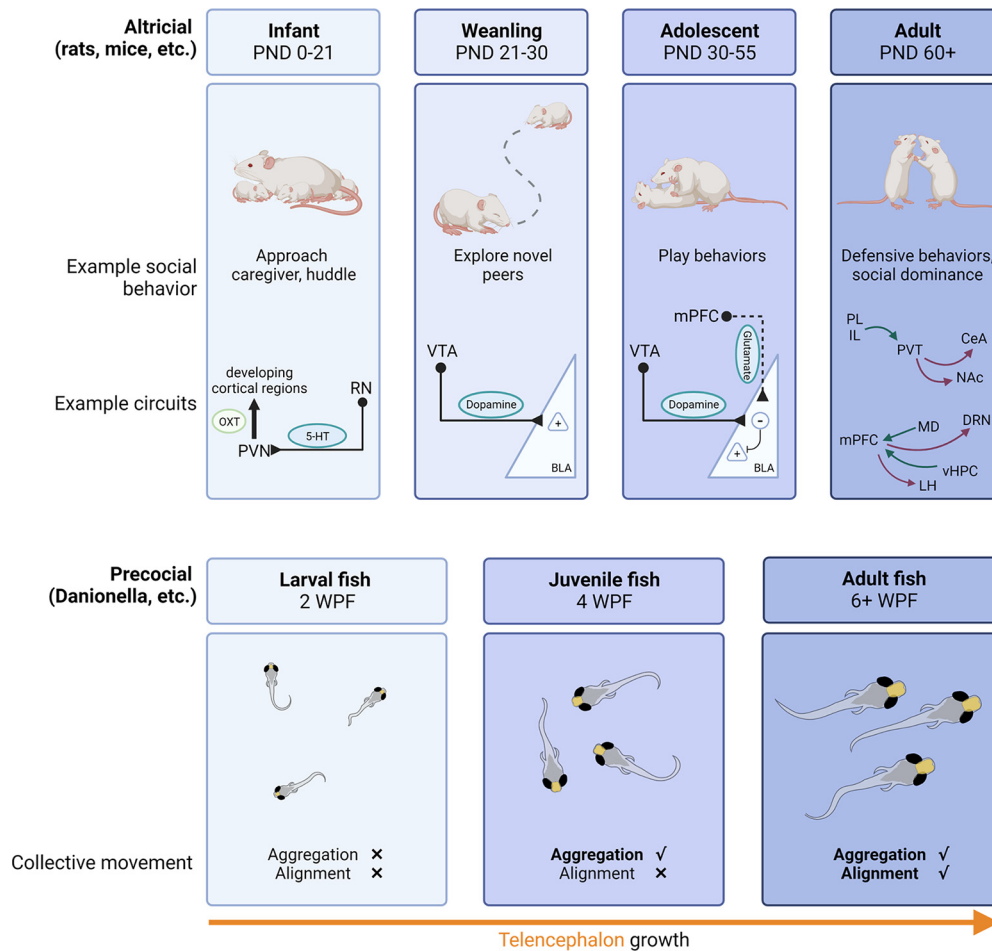 Altricial
(rats, mice, etc.)
Infant
PND 0-21
Weanling
PND 21-30
Adolescent
PND 30-55
Adult
PND 60+
Example social
behavior
Approach
caregiver, huddle
Explore novel
peers
Play behaviors
Defensive behaviors,
social dominance
Example circuits
developing
cortical regions
OXT
PVN
5-HT
RN
VTA
Dopamine
+
BLA
mPFC
Glutamate
VTA
Dopamine
−
+
BLA
PL
IL
PVT
CeA
NAc
mPFC
MD
DRN
vHPC
LH
Precocial
(Danionella, etc.)
Larval fish
2 WPF
Juvenile fish
4 WPF
Adult fish
6+ WPF
Collective movement
Aggregation ×
Alignment ×
Aggregation √
Alignment ×
Aggregation √
Alignment √
Telencephalon growth